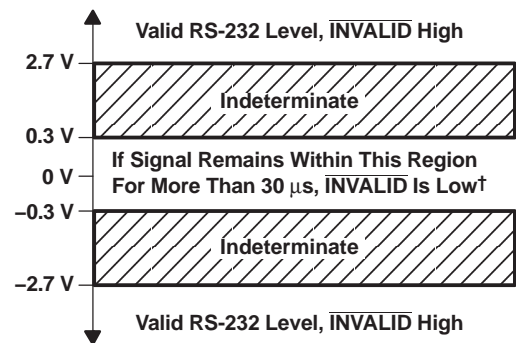 Valid RS-232 Level, INVALID High
2.7 V
Indeterminate
0.3 V
If Signal Remains Within This Region
0 V
For More Than 30 μs, INVALID Is Low†
–0.3 V
Indeterminate
–2.7 V
Valid RS-232 Level, INVALID High